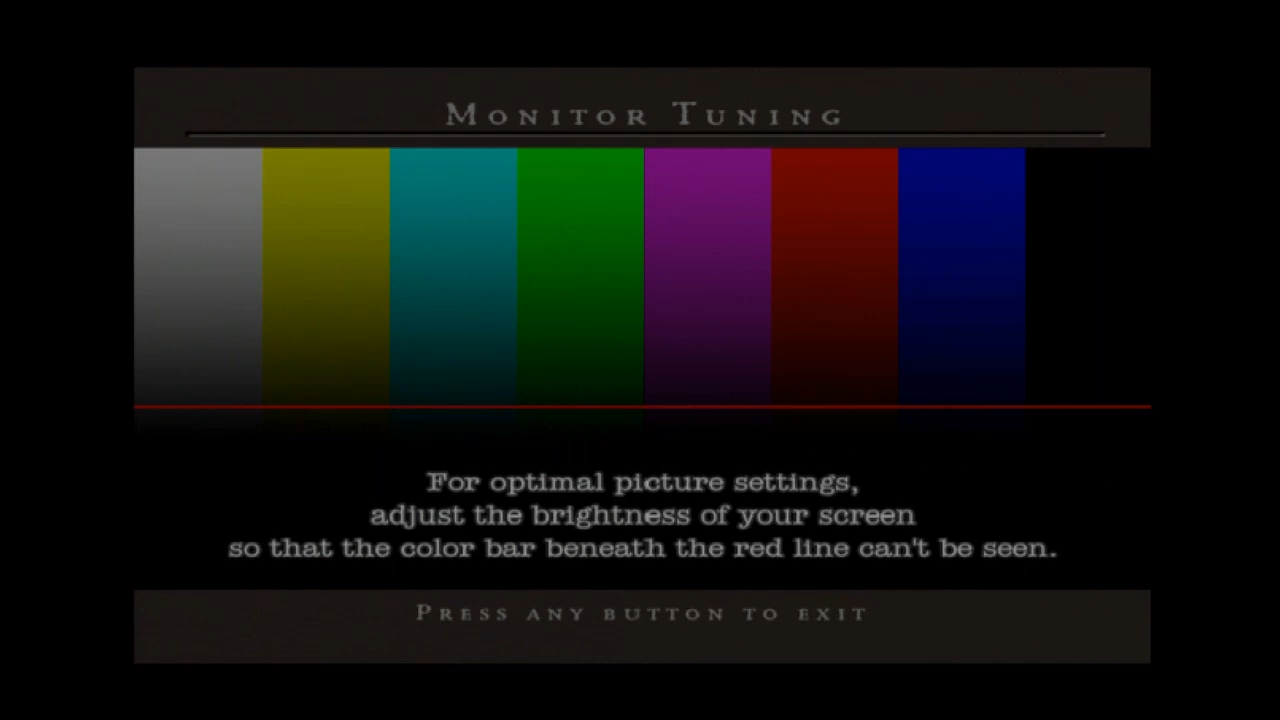 Monitor Tuning
For optimal picture settings,
adjust the brightness of your screen
so that the color bar beneath the red line can't be seen.
Press any button to exit